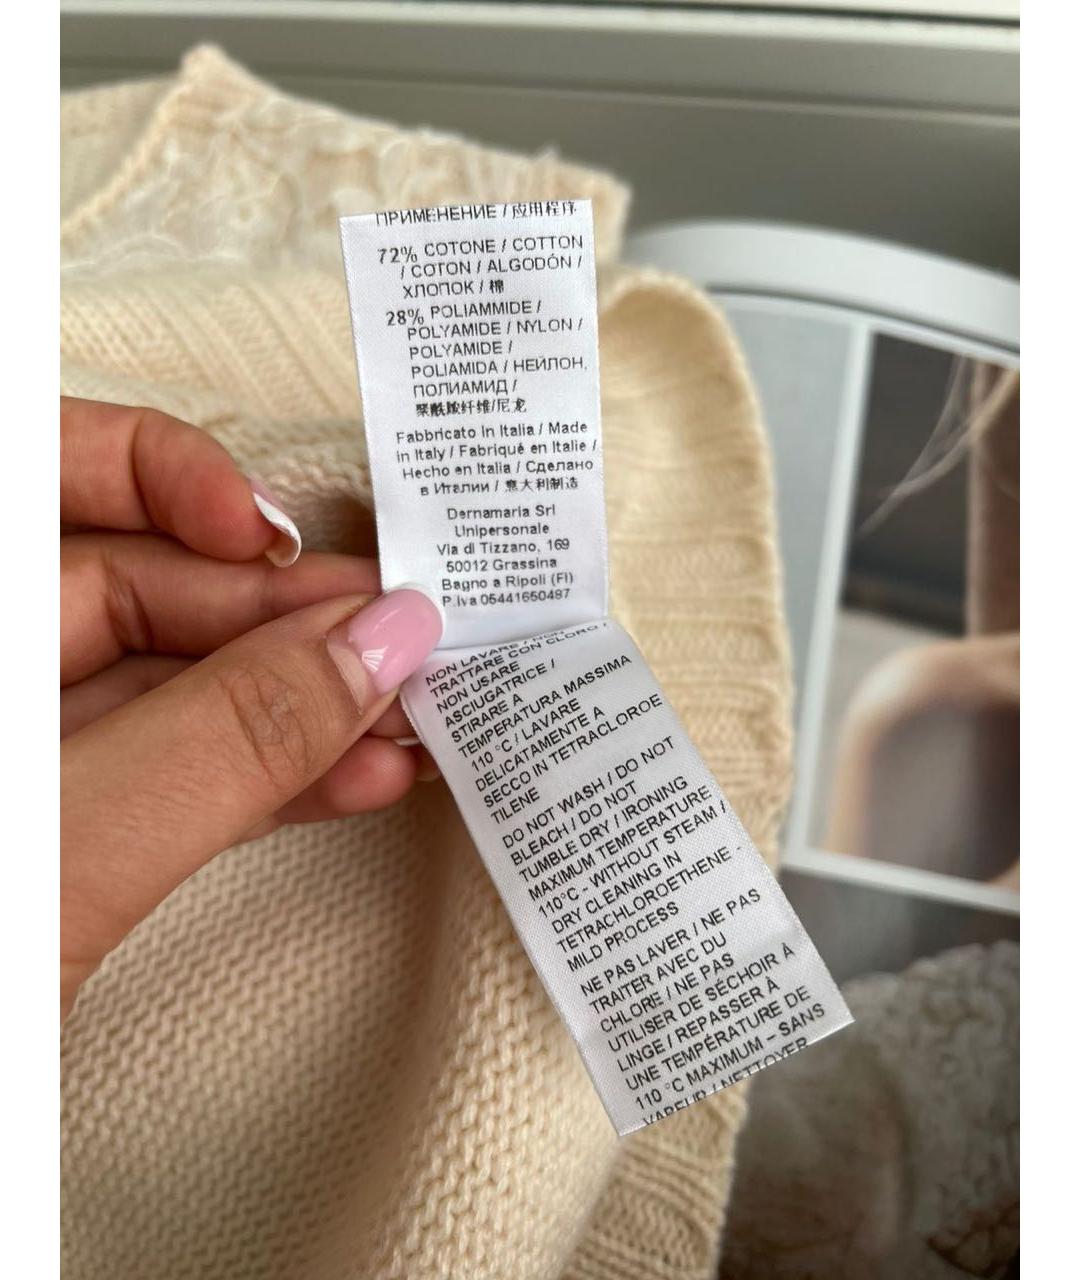 ПРИМЕНЕНИЕ / 应用程序
72% COTONE / COTTON
/ COTON / ALGODÓN /
ХЛОПОК / 棉
28% POLIAMMIDE /
POLYAMIDE / NYLON /
POLYAMIDE /
POLIAMIDA / НЕЙЛОН,
ПОЛИАМИД /
聚酰胺纤维/尼龙
Fabbricato in Italia / Made
in Italy / Fabriqué en Italie /
Hecho en Italia / Сделано
в Италии / 意大利制造
Dernamaria Srl
Unipersonale
Via di Tizzano, 169
50012 Grassina
Bagno a Ripoli (FI)
P.Iva 05441650487
NON LAVARE / NON
TRATTARE CON CLORO /
NON USARE
ASCIUGATRICE /
STIRARE A
TEMPERATURA MASSIMA
110 °C / LAVARE
DELICATAMENTE A
SECCO IN TETRACLOROE
TILENE
DO NOT WASH / DO NOT
BLEACH / DO NOT
TUMBLE DRY / IRONING
MAXIMUM TEMPERATURE
110°C - WITHOUT STEAM /
DRY CLEANING IN
TETRACHLOROETHENE -
MILD PROCESS
NE PAS LAVER / NE PAS
TRAITER AVEC DU
CHLORE / NE PAS
UTILISER DE SÉCHOIR À
LINGE / REPASSER À
UNE TEMPÉRATURE DE
110 °C MAXIMUM – SANS
VAPEUR / NETTOYER